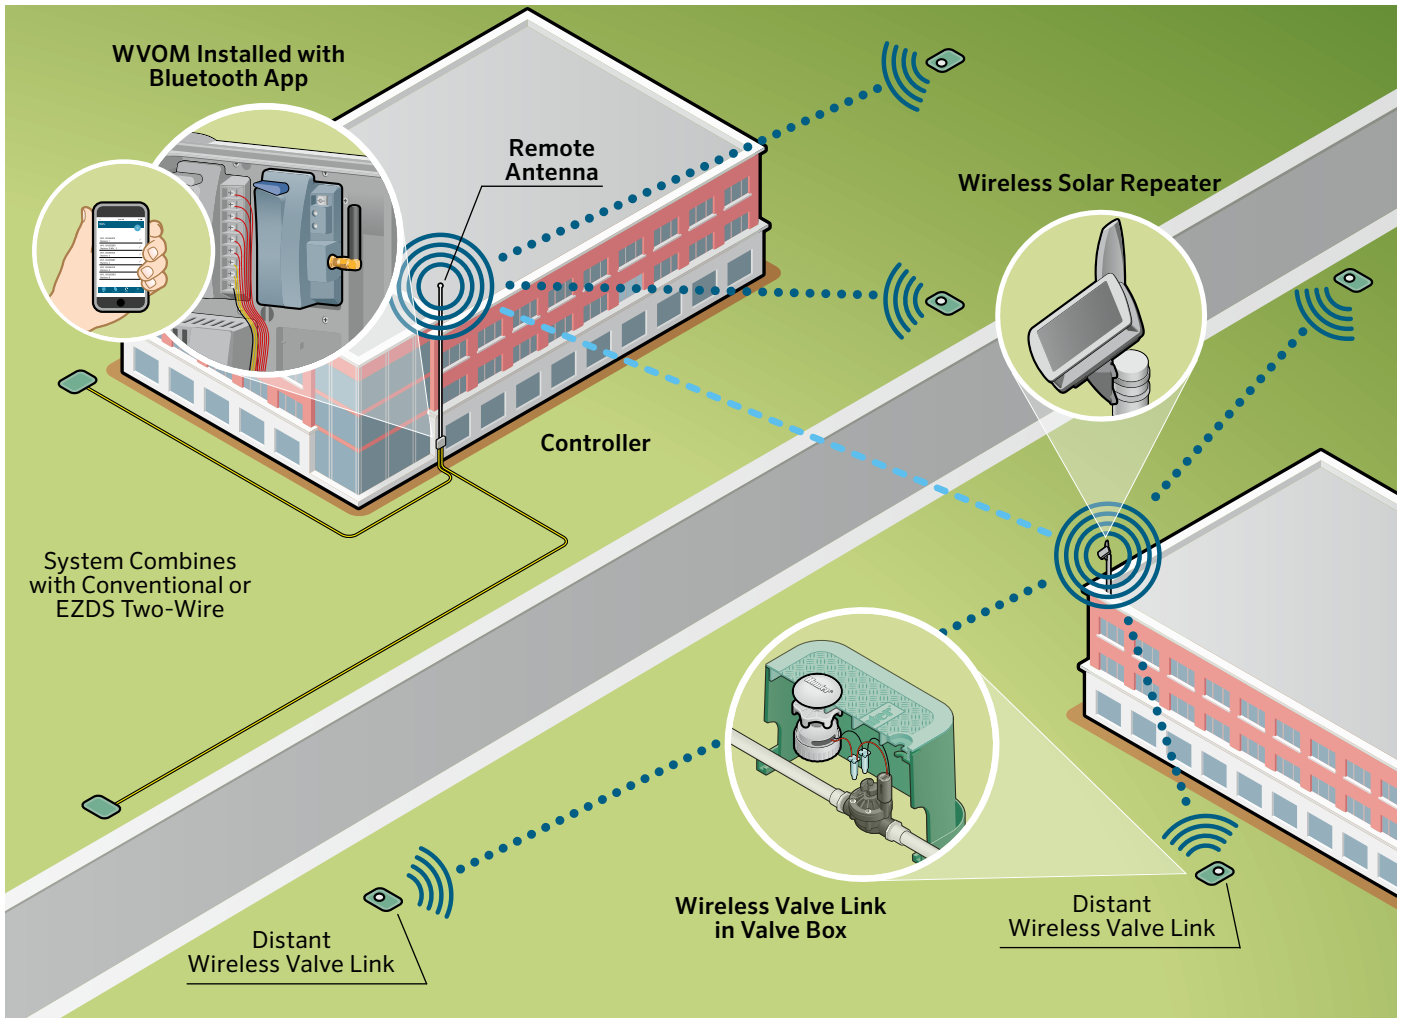 WVOM Installed with
Bluetooth App
Remote
Antenna
Wireless Solar Repeater
Controller
System Combines
with Conventional or
EZDS Two-Wire
Wireless Valve Link
in Valve Box
Distant
Wireless Valve Link
Distant
Wireless Valve Link